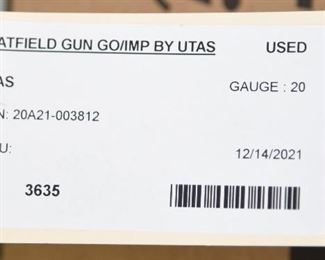 ATFIELD GUN GO/IMP BY UTAS USED
AS GAUGE : 20
N: 20A21-003812
U: 12/14/2021
3635